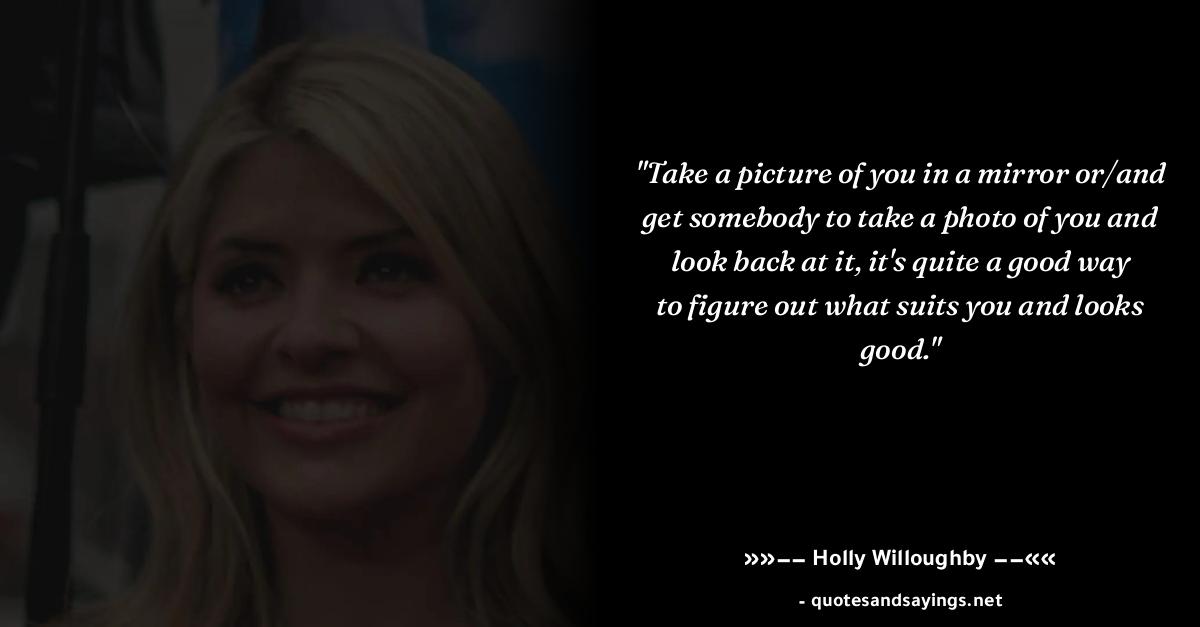 "Take a picture of you in a mirror or/and
get somebody to take a photo of you and
look back at it, it's quite a good way
to figure out what suits you and looks
good."
»»−− Holly Willoughby −−««
- quotesandsayings.net